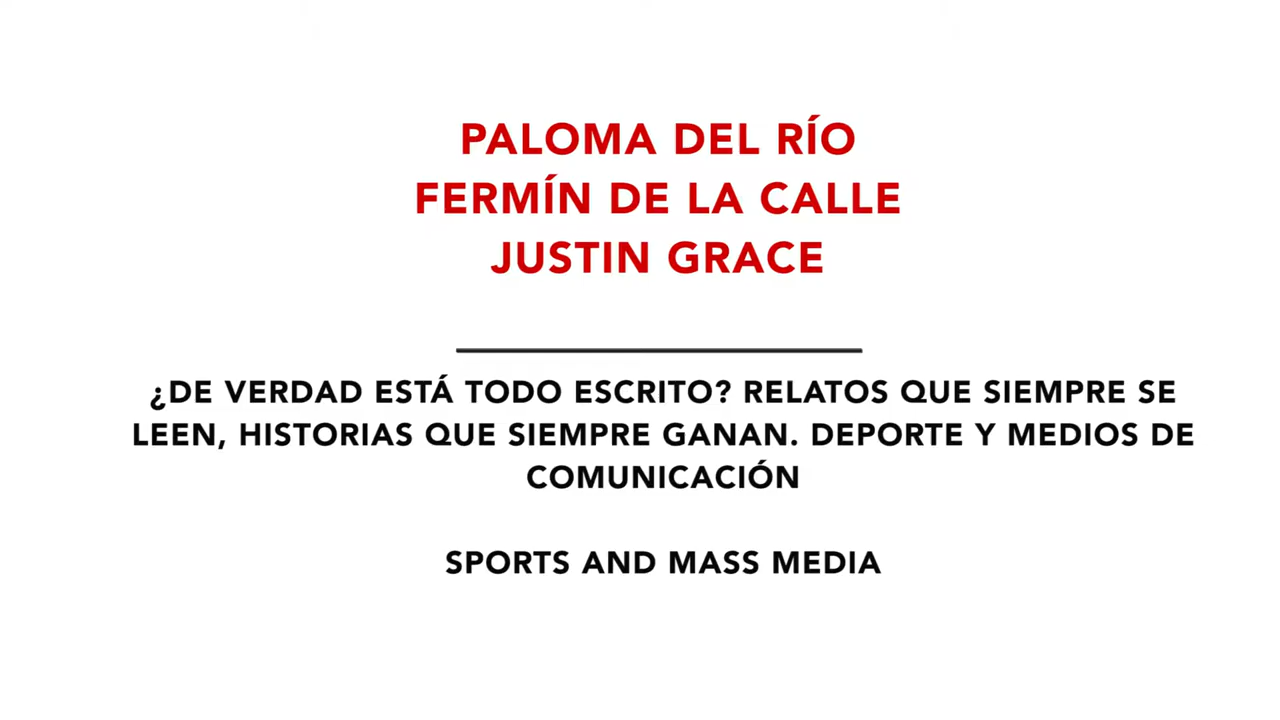 PALOMA DEL RÍO
FERMÍN DE LA CALLE
JUSTIN GRACE
¿DE VERDAD ESTÁ TODO ESCRITO? RELATOS QUE SIEMPRE SE
LEEN, HISTORIAS QUE SIEMPRE GANAN. DEPORTE Y MEDIOS DE
COMUNICACIÓN
SPORTS AND MASS MEDIA